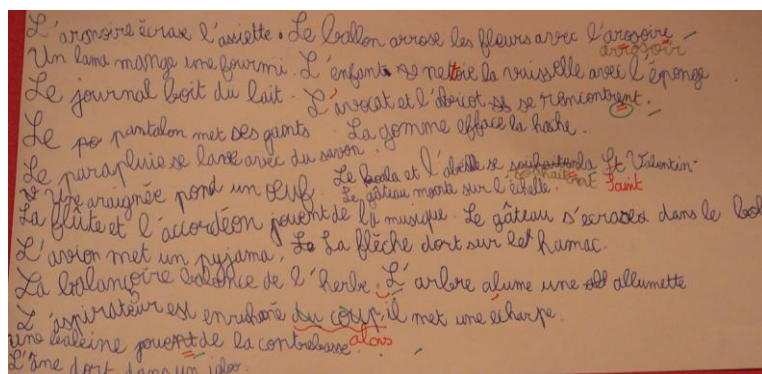 L'armoire écrase l'assiette. Le ballon arrose les fleurs avec l'arosoire
arrosoir
Un lama mange une fourmi. L'enfant nettoie la vaisselle avec l'éponge
Le journal boit du lait. L'avocat et l'abricot se rencontrent.
Le pantalon met des gants. La gomme efface la hache.
Le parapluie se lave avec du savon. Le koala et l'abeille se souhaitent la St Valentin.
souhaitent Saint
Une araignée pond un œuf. Le gâteau monte sur l'échelle.
La flûte et l'accordéon jouent de la musique. Le gâteau s'écrase dans le bol
L'avion met un pyjama. La flèche dort sur le hamac.
La balançoire balance de l'herbe. L'arbre alume une allumette
L'aspirateur est enrhumé du coup, il met une écharpe.
alors
une baleine jouent de la contrebasse.
L'âne dort dans un igloo.